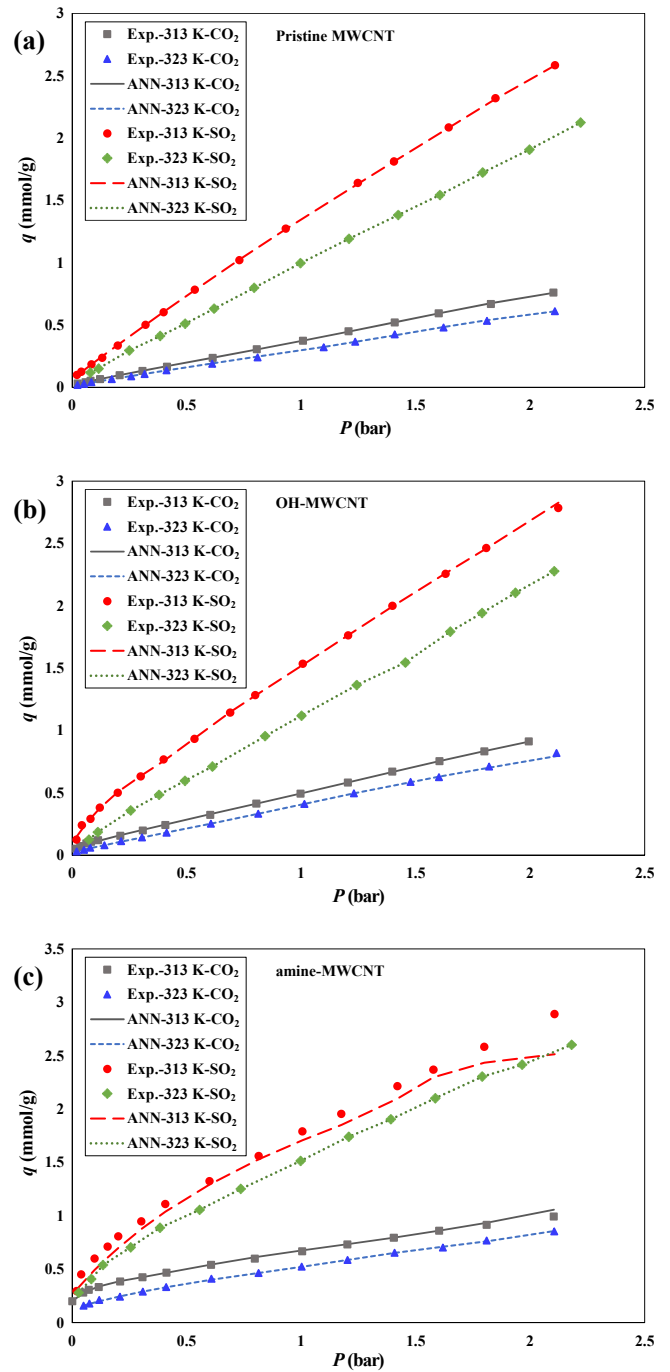 (a)
Pristine MWCNT
Exp.-313 K-CO₂
Exp.-323 K-CO₂
ANN-313 K-CO₂
ANN-323 K-CO₂
Exp.-313 K-SO₂
Exp.-323 K-SO₂
ANN-313 K-SO₂
ANN-323 K-SO₂
q (mmol/g)
3
2.5
2
1.5
1
0.5
0
0 0.5 1 1.5 2 2.5
P (bar)
(b)
OH-MWCNT
Exp.-313 K-CO₂
Exp.-323 K-CO₂
ANN-313 K-CO₂
ANN-323 K-CO₂
Exp.-313 K-SO₂
Exp.-323 K-SO₂
ANN-313 K-SO₂
ANN-323 K-SO₂
q (mmol/g)
3
2.5
2
1.5
1
0.5
0
0 0.5 1 1.5 2 2.5
P (bar)
(c)
amine-MWCNT
Exp.-313 K-CO₂
Exp.-323 K-CO₂
ANN-313 K-CO₂
ANN-323 K-CO₂
Exp.-313 K-SO₂
Exp.-323 K-SO₂
ANN-313 K-SO₂
ANN-323 K-SO₂
q (mmol/g)
3.5
3
2.5
2
1.5
1
0.5
0
0 0.5 1 1.5 2 2.5
P (bar)